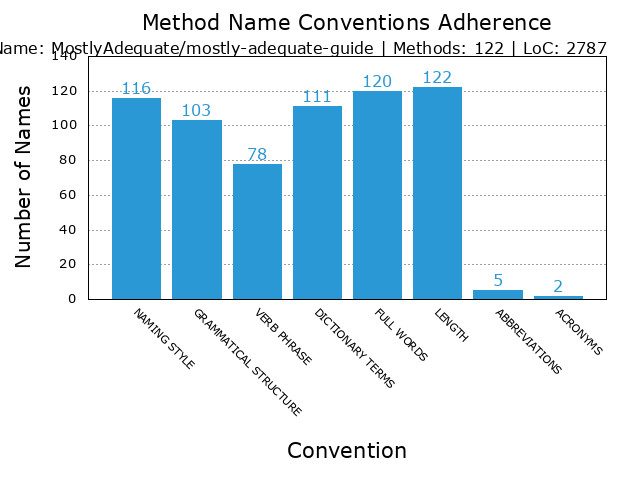 Method Name Conventions Adherence
Name: MostlyAdequate/mostly-adequate-guide | Methods: 122 | LoC: 2787
Number of Names
140
120
100
80
60
40
20
0
116
103
78
111
120
122
5
2
NAMING STYLE
GRAMMATICAL STRUCTURE
VERB PHRASE
DICTIONARY TERMS
FULL WORDS
LENGTH
ABBREVIATIONS
ACRONYMS
Convention